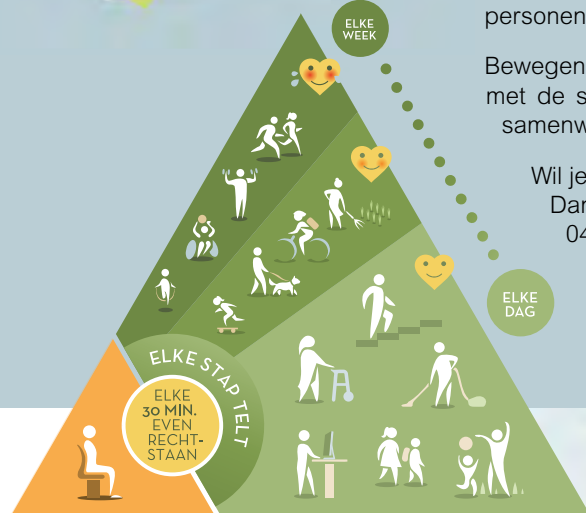 ELKE
WEEK
personen
Bewegen
met de s
samenw
Wil je
Dar
04
ELKE
DAG
ELKE STAP TELT
ELKE
30 MIN.
EVEN
RECHT-
STAAN